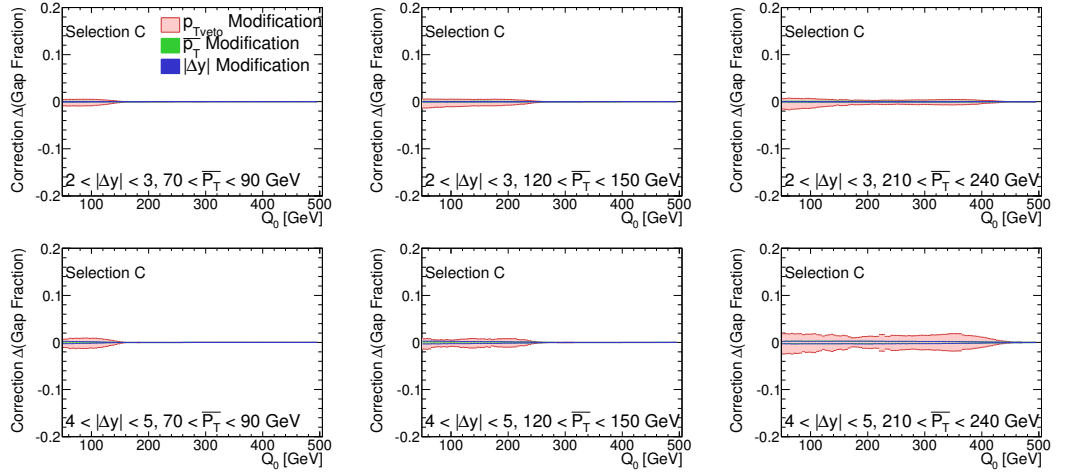 Correction Δ(Gap Fraction)
0.2
0.1
0
-0.1
-0.2
Selection C
p_Tveto Modification
p̅_T̅ Modification
|Δy| Modification
2 < |Δy| < 3, 70 < P̅_T̅ < 90 GeV
100 200 300 400 500
Q_0 [GeV]
Correction Δ(Gap Fraction)
0.2
0.1
0
-0.1
-0.2
Selection C
2 < |Δy| < 3, 120 < P̅_T̅ < 150 GeV
100 200 300 400 500
Q_0 [GeV]
Correction Δ(Gap Fraction)
0.2
0.1
0
-0.1
-0.2
Selection C
2 < |Δy| < 3, 210 < P̅_T̅ < 240 GeV
100 200 300 400 500
Q_0 [GeV]
Correction Δ(Gap Fraction)
0.2
0.1
0
-0.1
-0.2
Selection C
4 < |Δy| < 5, 70 < P̅_T̅ < 90 GeV
100 200 300 400 500
Q_0 [GeV]
Correction Δ(Gap Fraction)
0.2
0.1
0
-0.1
-0.2
Selection C
4 < |Δy| < 5, 120 < P̅_T̅ < 150 GeV
100 200 300 400 500
Q_0 [GeV]
Correction Δ(Gap Fraction)
0.2
0.1
0
-0.1
-0.2
Selection C
4 < |Δy| < 5, 210 < P̅_T̅ < 240 GeV
100 200 300 400 500
Q_0 [GeV]